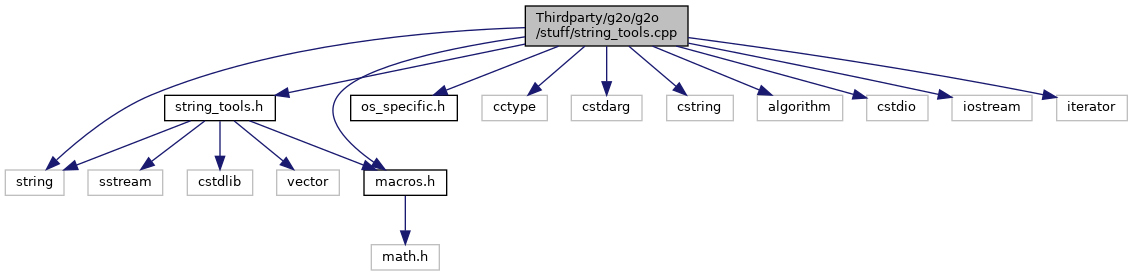 Thirdparty/g2o/g2o
/stuff/string_tools.cpp
string_tools.h
os_specific.h
cctype
cstdarg
cstring
algorithm
cstdio
iostream
iterator
string
sstream
cstdlib
vector
macros.h
math.h